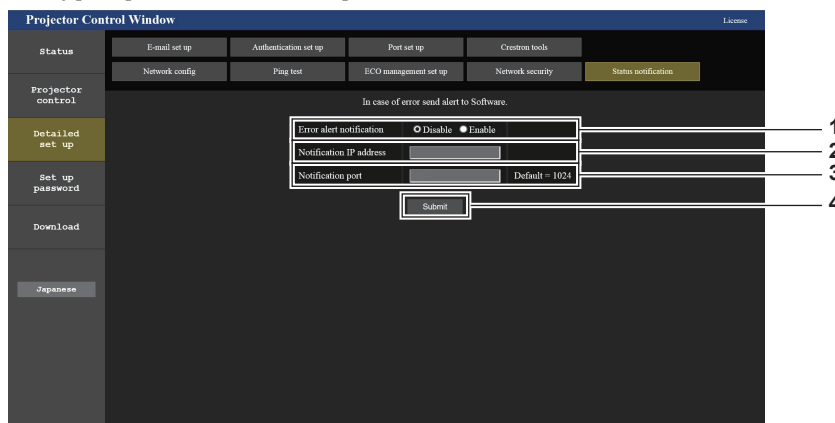 Projector Control Window License
Status
E-mail set up Authentication set up Port set up Crestron tools
Network config Ping test ECO management set up Network security Status notification
Projector
control
In case of error send alert to Software.
Detailed
set up
Error alert notification Disable Enable
1
Notification IP address
2
Notification port Default = 1024
3
Set up
password
Submit
4
Download
Japanese